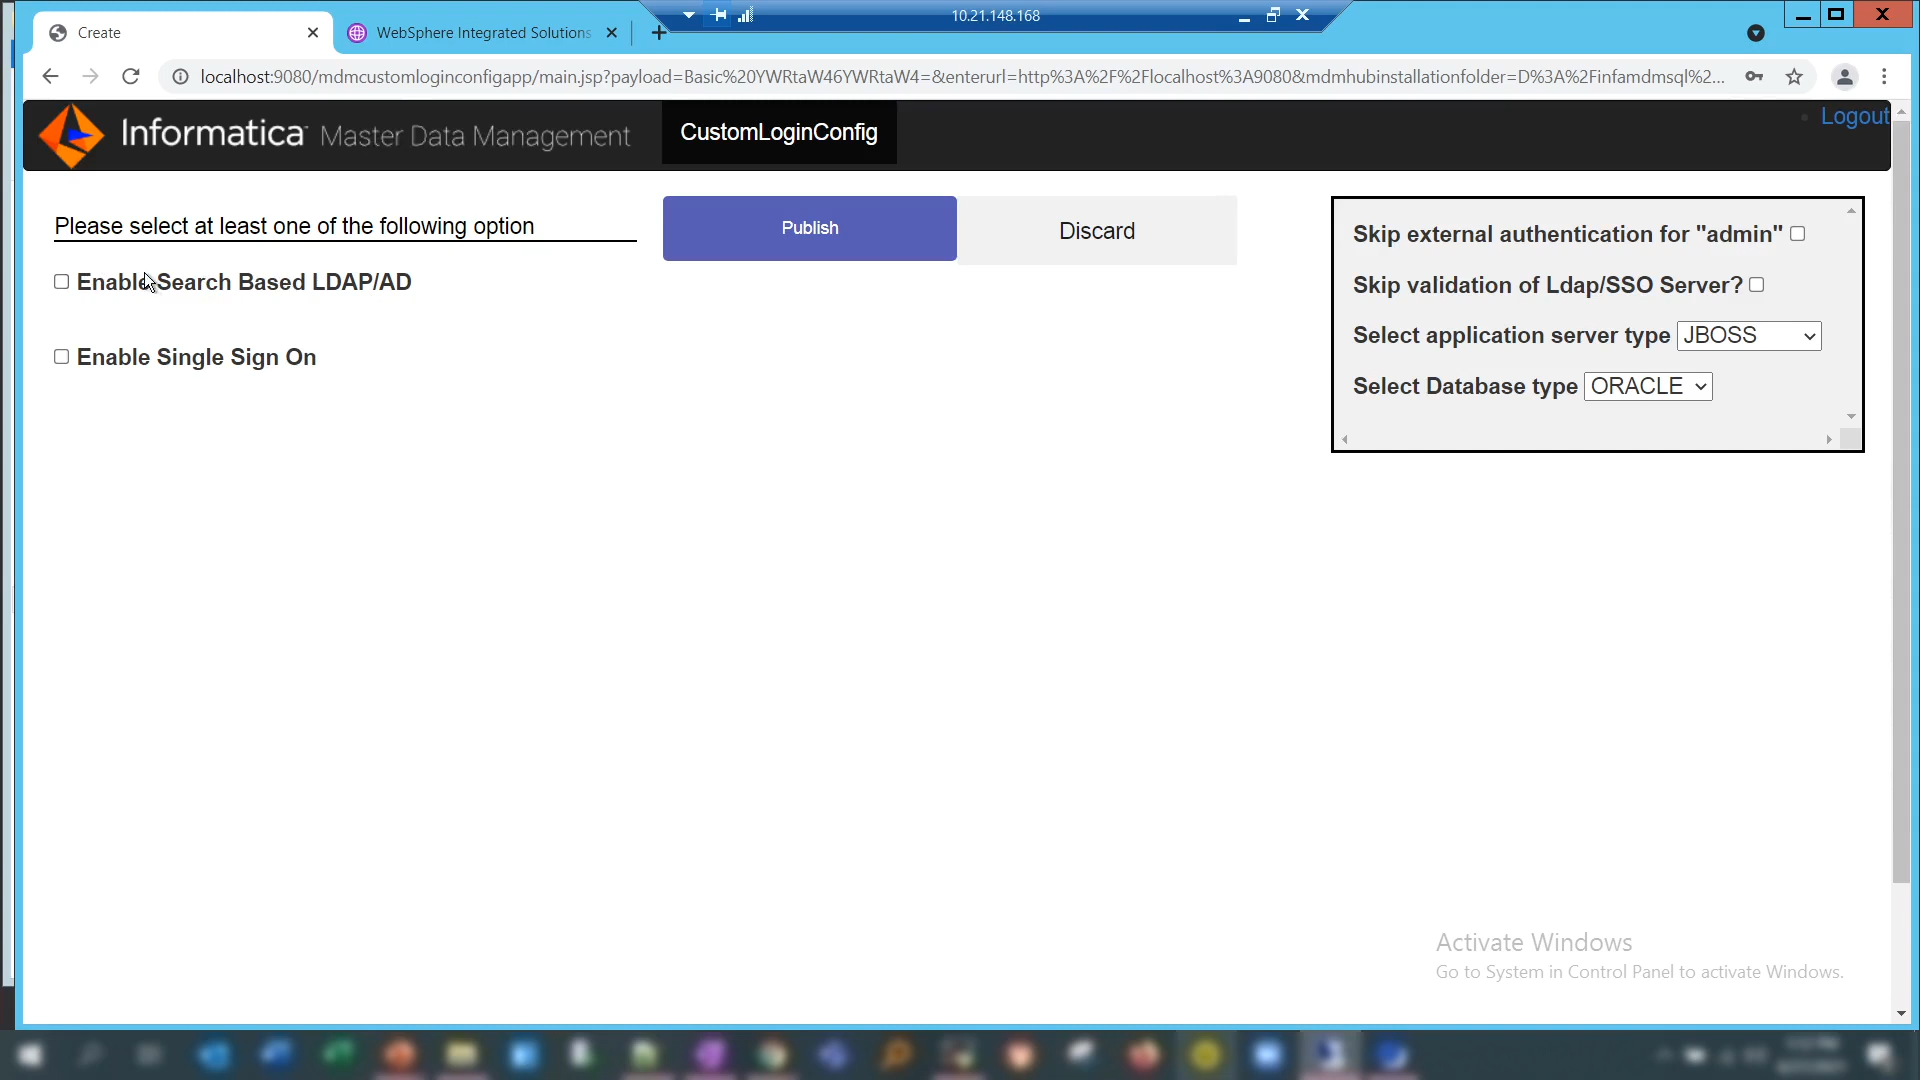 10.21.148.168
Create
WebSphere Integrated Solutions
localhost:9080/mdmcustomloginconfigapp/main.jsp?payload=Basic%20YWRtaW46YWRtaW4=&enterurl=http%3A%2F%2Flocalhost%3A9080&mdmhubinstallationfolder=D%3A%2Finfamdmsql%2...
Informatica Master Data Management
CustomLoginConfig
Logout
Please select at least one of the following option
Publish
Discard
Enable Search Based LDAP/AD
Enable Single Sign On
Skip external authentication for "admin"
Skip validation of Ldap/SSO Server?
Select application server type JBOSS
Select Database type ORACLE
Activate Windows
Go to System in Control Panel to activate Windows.